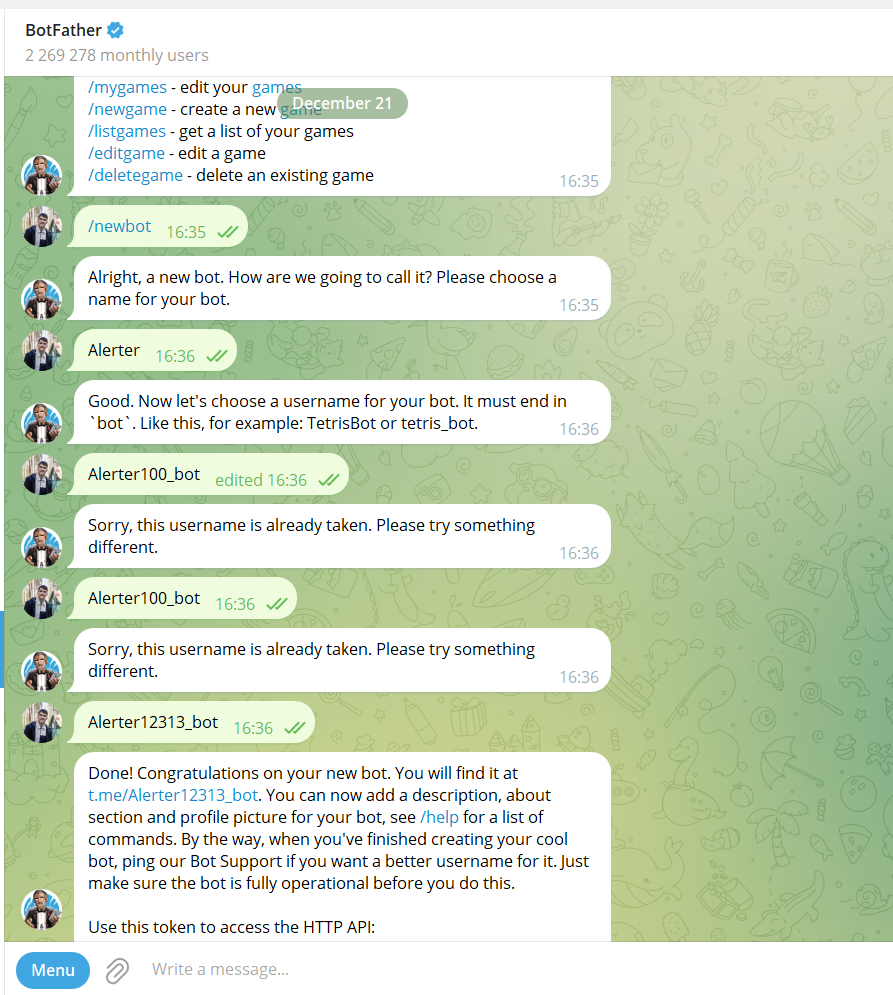 BotFather
2 269 278 monthly users
/mygames - edit your games
December 21
/newgame - create a new game
/listgames - get a list of your games
/editgame - edit a game
/deletegame - delete an existing game
16:35
/newbot 16:35
Alright, a new bot. How are we going to call it? Please choose a
name for your bot.
16:35
Alerter 16:36
Good. Now let's choose a username for your bot. It must end in
`bot`. Like this, for example: TetrisBot or tetris_bot.
16:36
Alerter100_bot edited 16:36
Sorry, this username is already taken. Please try something
different.
16:36
Alerter100_bot 16:36
Sorry, this username is already taken. Please try something
different.
16:36
Alerter12313_bot 16:36
Done! Congratulations on your new bot. You will find it at
t.me/Alerter12313_bot. You can now add a description, about
section and profile picture for your bot, see /help for a list of
commands. By the way, when you've finished creating your cool
bot, ping our Bot Support if you want a better username for it. Just
make sure the bot is fully operational before you do this.
Use this token to access the HTTP API:
Menu
Write a message...